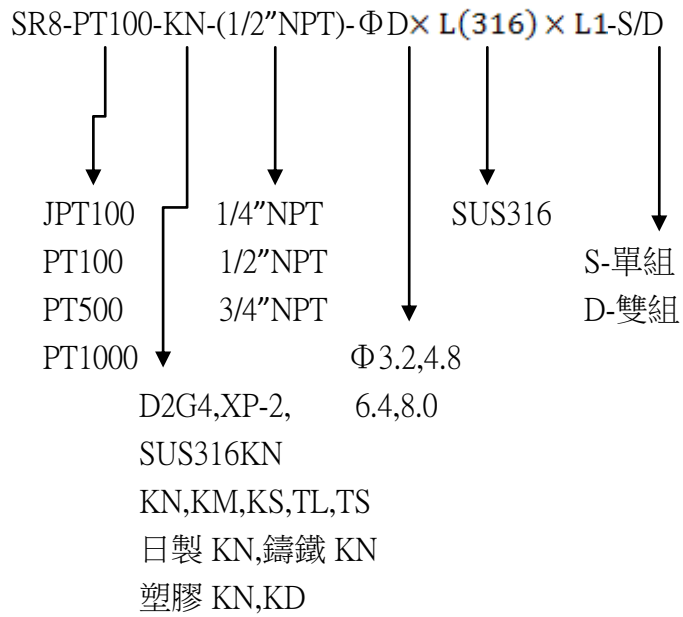 SR8-PT100-KN-(1/2"NPT)-ΦD× L(316) × L1-S/D
JPT100 1/4"NPT SUS316
PT100 1/2"NPT S-單組
PT500 3/4"NPT D-雙組
PT1000 Φ3.2,4.8
D2G4,XP-2, 6.4,8.0
SUS316KN
KN,KM,KS,TL,TS
日製 KN,鑄鐵 KN
塑膠 KN,KD